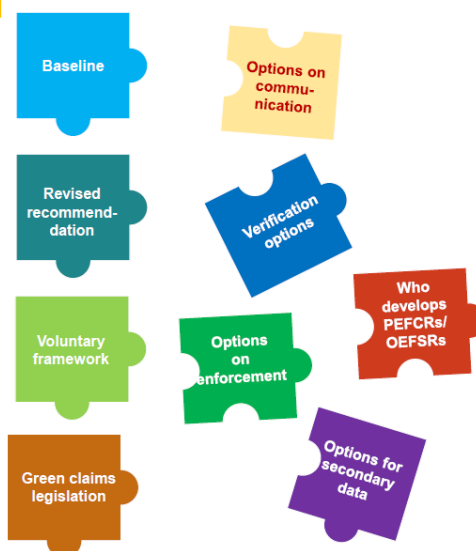 Baseline
Options on
commu-
nication
Revised
recommend-
dation
Verification
options
Who
develops
PEFCRs/
OEFSRs
Voluntary
framework
Options
on
enforcement
Green claims
legislation
Options for
secondary
data